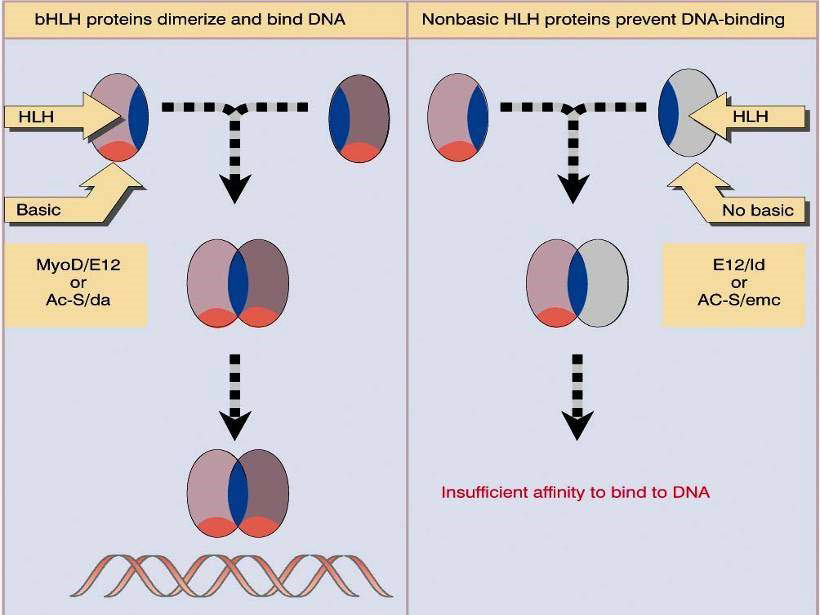 bHLH proteins dimerize and bind DNA
HLH
Basic
MyoD/E12
or
Ac-S/da
Nonbasic HLH proteins prevent DNA-binding
HLH
No basic
E12/Id
or
AC-S/emc
Insufficient affinity to bind to DNA